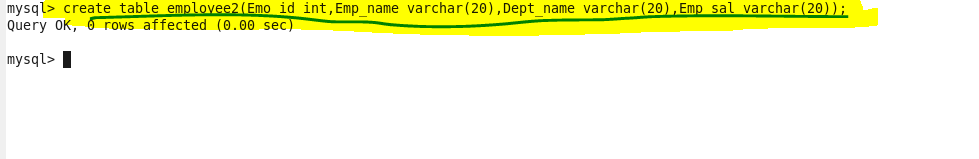 mysql> create table employee2(Emo_id int,Emp_name varchar(20),Dept_name varchar(20),Emp_sal varchar(20));
Query OK, 0 rows affected (0.00 sec)
mysql>